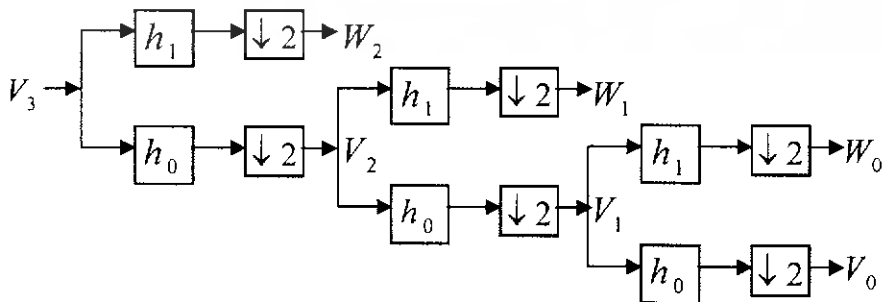 h₁ ↓ 2 W₂
V₃
h₁ ↓ 2 W₁
h₀ ↓ 2 V₂
h₁ ↓ 2 W₀
h₀ ↓ 2 V₁
h₀ ↓ 2 V₀